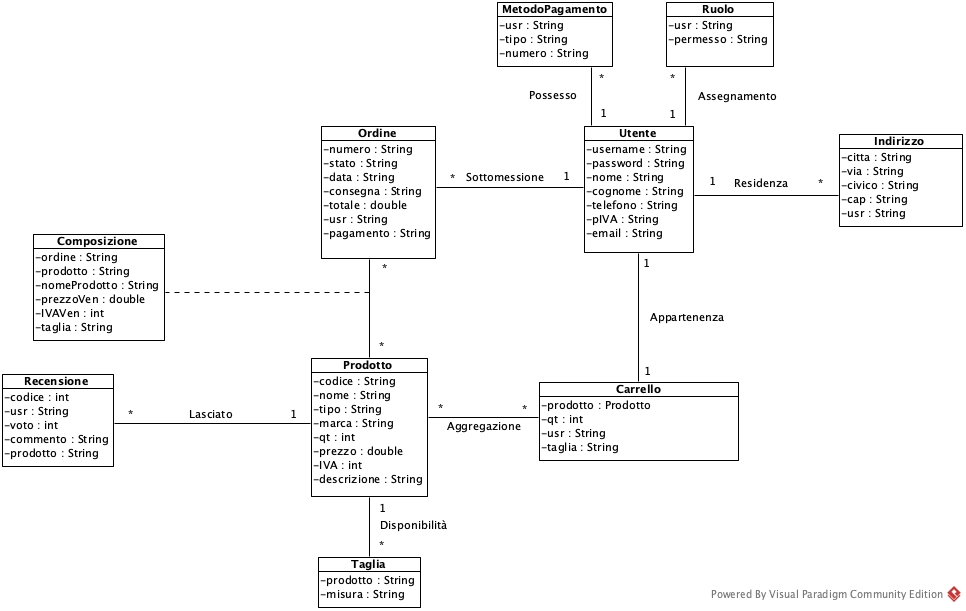 MetodoPagamento
-usr : String
-tipo : String
-numero : String
Ruolo
-usr : String
-permesso : String
*
Possesso
1
*
Assegnamento
1
Ordine
-numero : String
-stato : String
-data : String
-consegna : String
-totale : double
-usr : String
-pagamento : String
* Sottomessione 1
Utente
-username : String
-password : String
-nome : String
-cognome : String
-telefono : String
-pIVA : String
-email : String
1 Residenza *
Indirizzo
-citta : String
-via : String
-civico : String
-cap : String
-usr : String
Composizione
-ordine : String
-prodotto : String
-nomeProdotto : String
-prezzoVen : double
-IVAVen : int
-taglia : String
*
*
1
Appartenenza
1
Recensione
-codice : int
-usr : String
-voto : int
-commento : String
-prodotto : String
* Lasciato 1
Prodotto
-codice : String
-nome : String
-tipo : String
-marca : String
-qt : int
-prezzo : double
-IVA : int
-descrizione : String
* *
Aggregazione
Carrello
-prodotto : Prodotto
-qt : int
-usr : String
-taglia : String
1
Disponibilità
*
Taglia
-prodotto : String
-misura : String
Powered By Visual Paradigm Community Edition